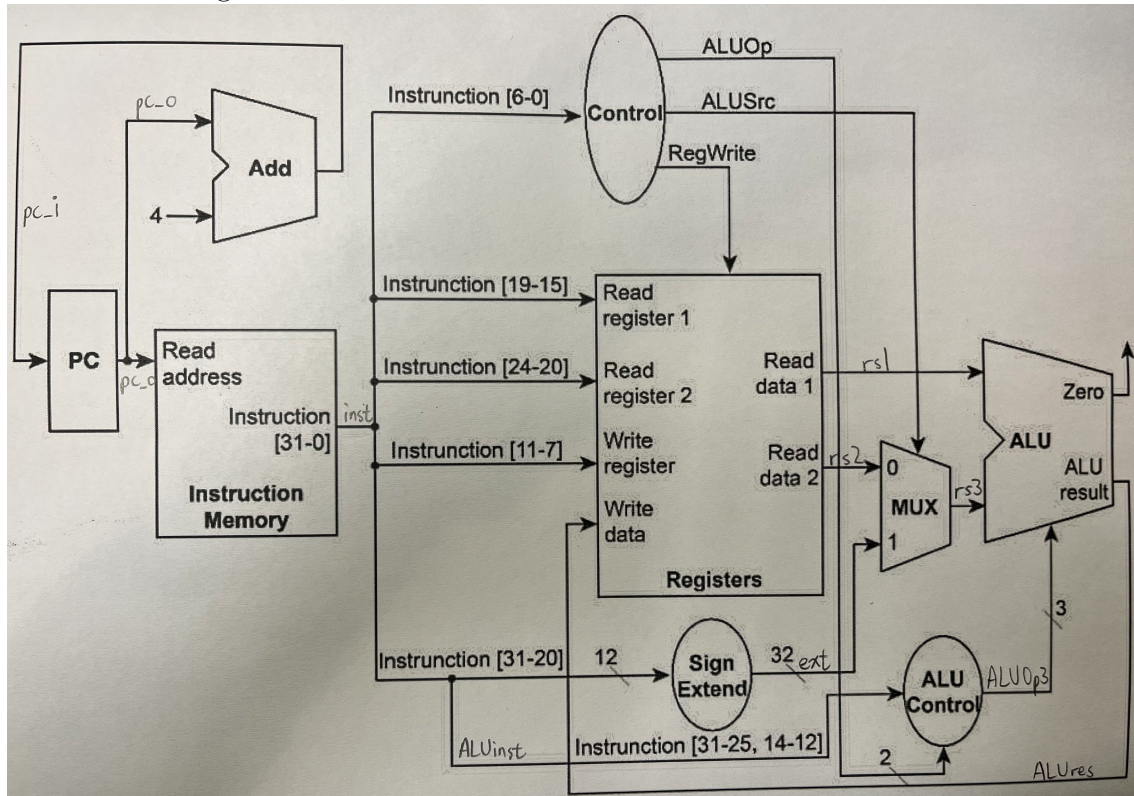 ALUOp
Instrunction [6-0]
Control
ALUSrc
RegWrite
pc_o
Add
4
pc_i
Instrunction [19-15]
Read
register 1
PC
pc_o
Read
address
Instruction
[31-0]
inst
Instruction
Memory
Instrunction [24-20]
Read
register 2
Read
data 1
rs1
Zero
ALU
ALU
result
Instrunction [11-7]
Write
register
Read
data 2
rs2
0
MUX
1
rs3
Write
data
Registers
3
Instrunction [31-20]
12
Sign
Extend
32
ext
ALU
Control
ALUOp3
ALUinst
Instrunction [31-25, 14-12]
2
ALUres